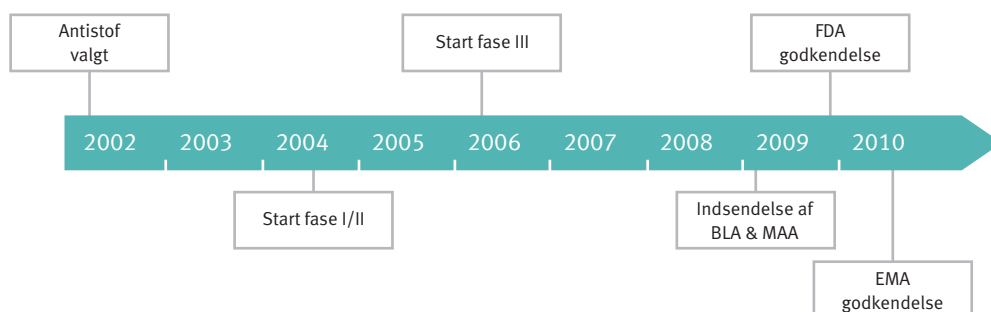 Antistof
valgt
Start fase III
FDA
godkendelse
2002 2003 2004 2005 2006 2007 2008 2009 2010
Start fase I/II
Indsendelse af
BLA & MAA
EMA
godkendelse